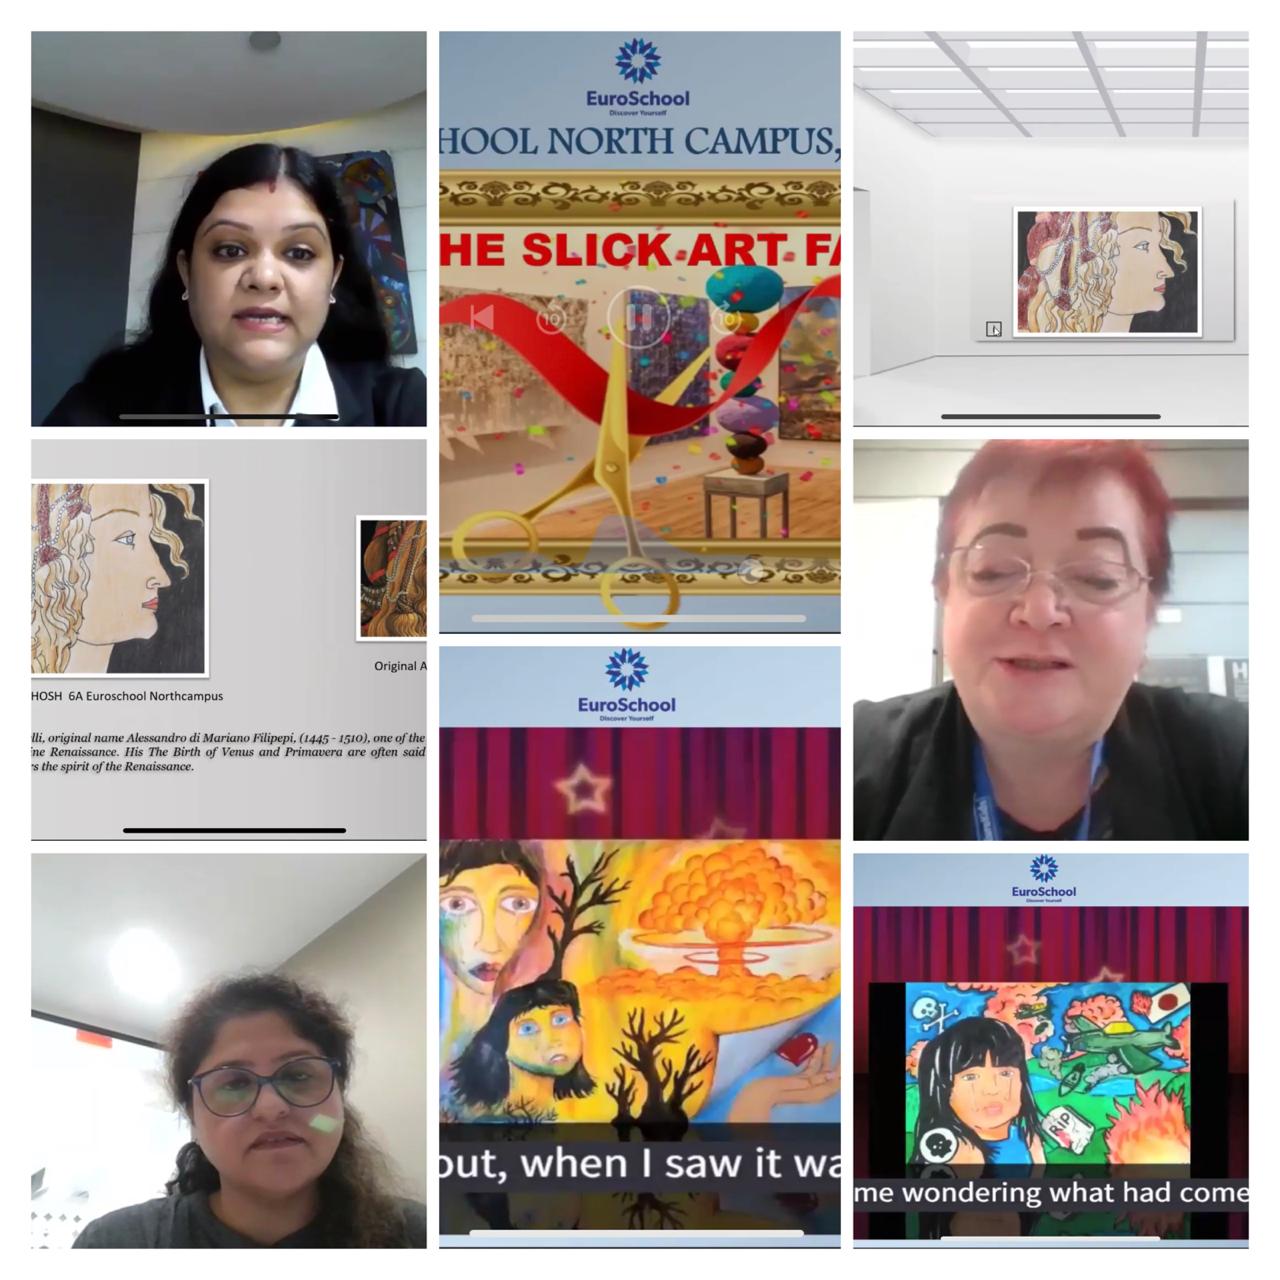 EuroSchool
Discover Yourself
HOOL NORTH CAMPUS,
HE SLICK ART FA
10
10
HOSH 6A Euroschool Northcampus
Original A
lli, original name Alessandro di Mariano Filipepi, (1445 - 1510), one of the
ne Renaissance. His The Birth of Venus and Primavera are often said
s the spirit of the Renaissance.
EuroSchool
Discover Yourself
out, when I saw it wa
EuroSchool
Discover Yourself
RIP
me wondering what had come